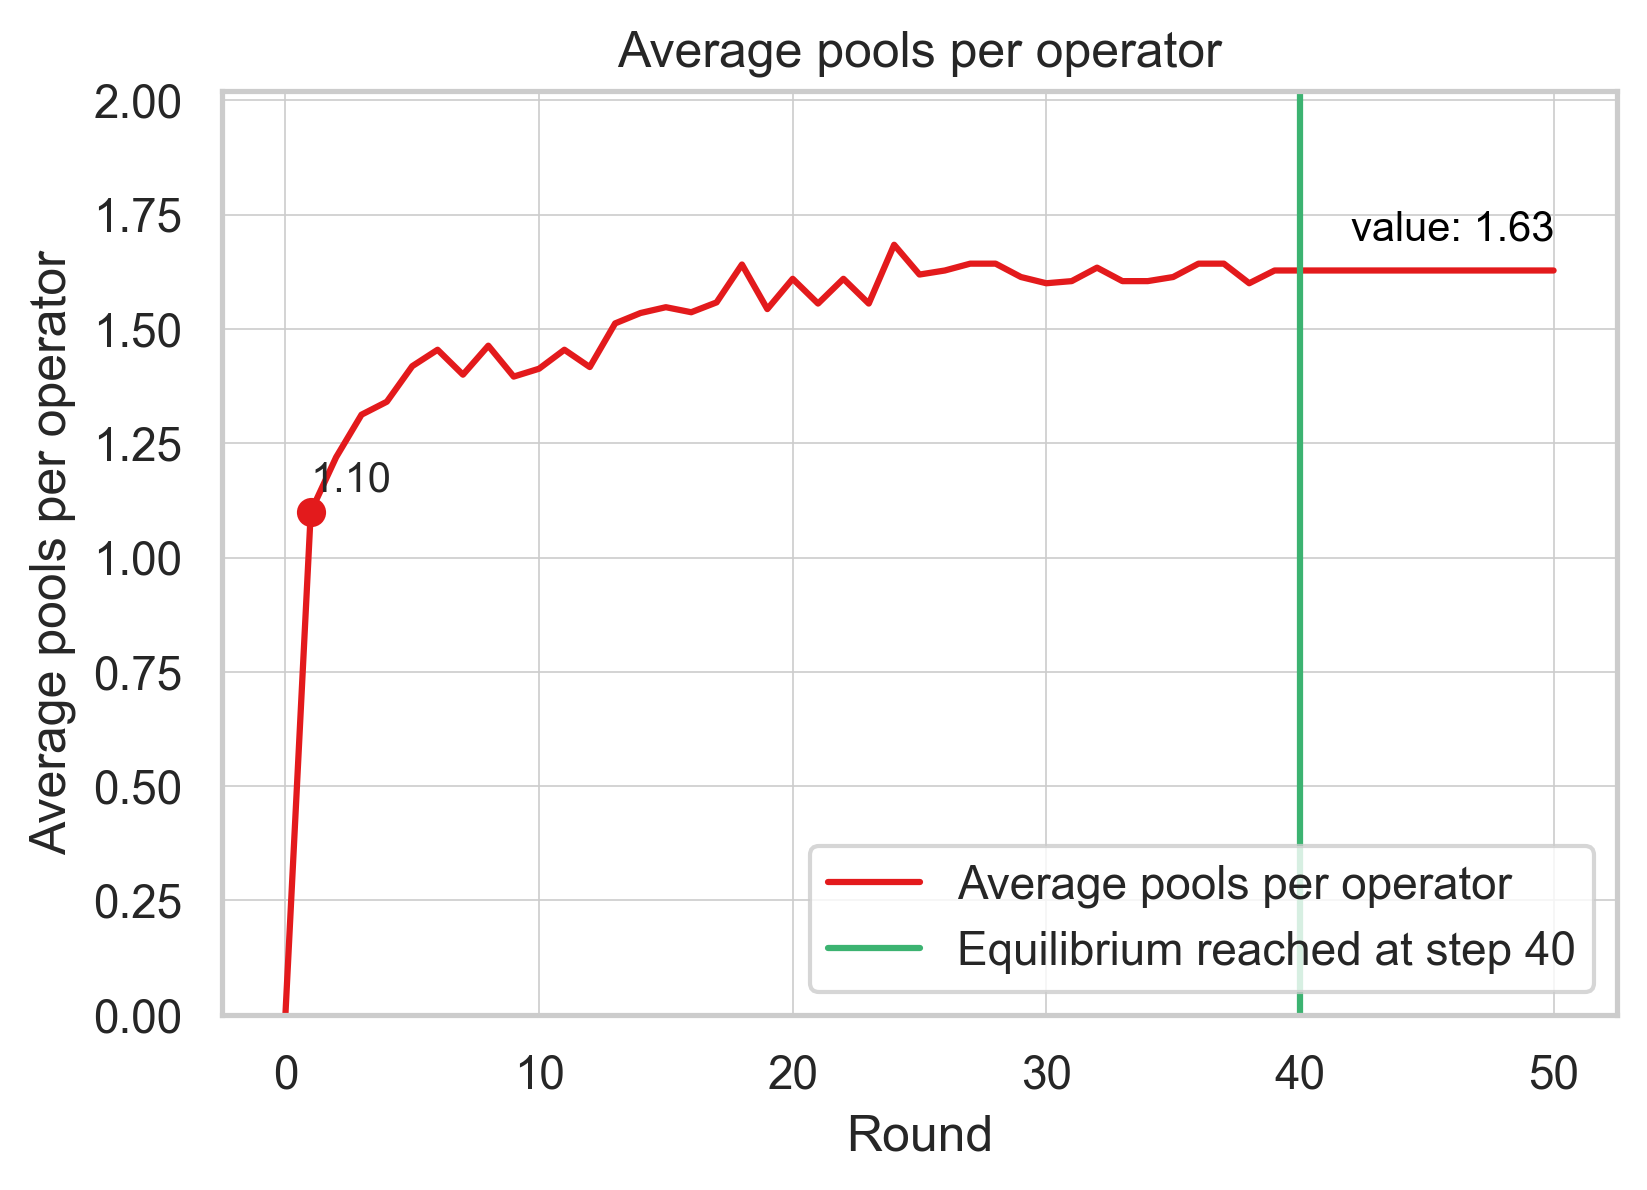 Average pools per operator
2.00
1.75
1.50
1.25
1.00
0.75
0.50
0.25
0.00
Average pools per operator
value: 1.63
1.10
Average pools per operator
Equilibrium reached at step 40
0 10 20 30 40 50
Round